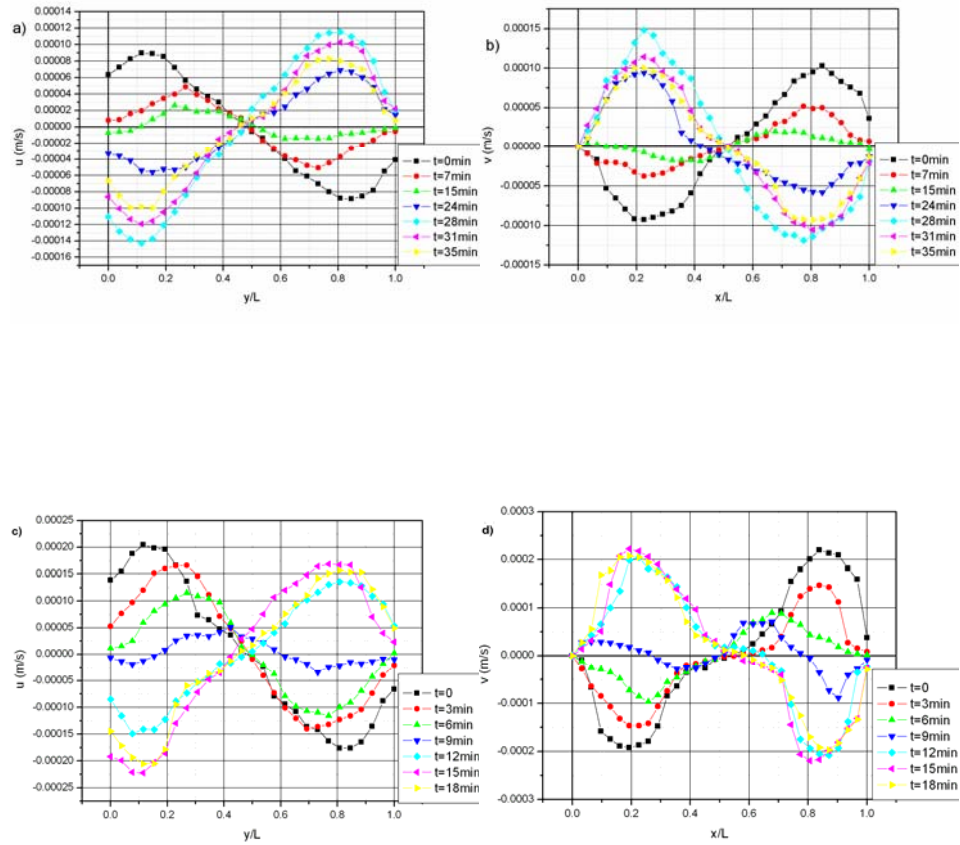 a)
u (m/s)
0.00014
0.00012
0.00010
0.00008
0.00006
0.00004
0.00002
0.00000
-0.00002
-0.00004
-0.00006
-0.00008
-0.00010
-0.00012
-0.00014
-0.00016
0.0 0.2 0.4 0.6 0.8 1.0
y/L
t=0min
t=7min
t=15min
t=24min
t=28min
t=31min
t=35min
b)
v (m/s)
0.00015
0.00010
0.00005
0.00000
-0.00005
-0.00010
-0.00015
0.0 0.2 0.4 0.6 0.8 1.0
x/L
t=0min
t=7min
t=15min
t=24min
t=28min
t=31min
t=35min
c)
u (m/s)
0.00025
0.00020
0.00015
0.00010
0.00005
0.00000
-0.00005
-0.00010
-0.00015
-0.00020
-0.00025
0.0 0.2 0.4 0.6 0.8 1.0
y/L
t=0
t=3min
t=6min
t=9min
t=12min
t=15min
t=18min
d)
v (m/s)
0.0003
0.0002
0.0001
0.0000
-0.0001
-0.0002
-0.0003
0.0 0.2 0.4 0.6 0.8 1.0
x/L
t=0
t=3min
t=6min
t=9min
t=12min
t=15min
t=18min